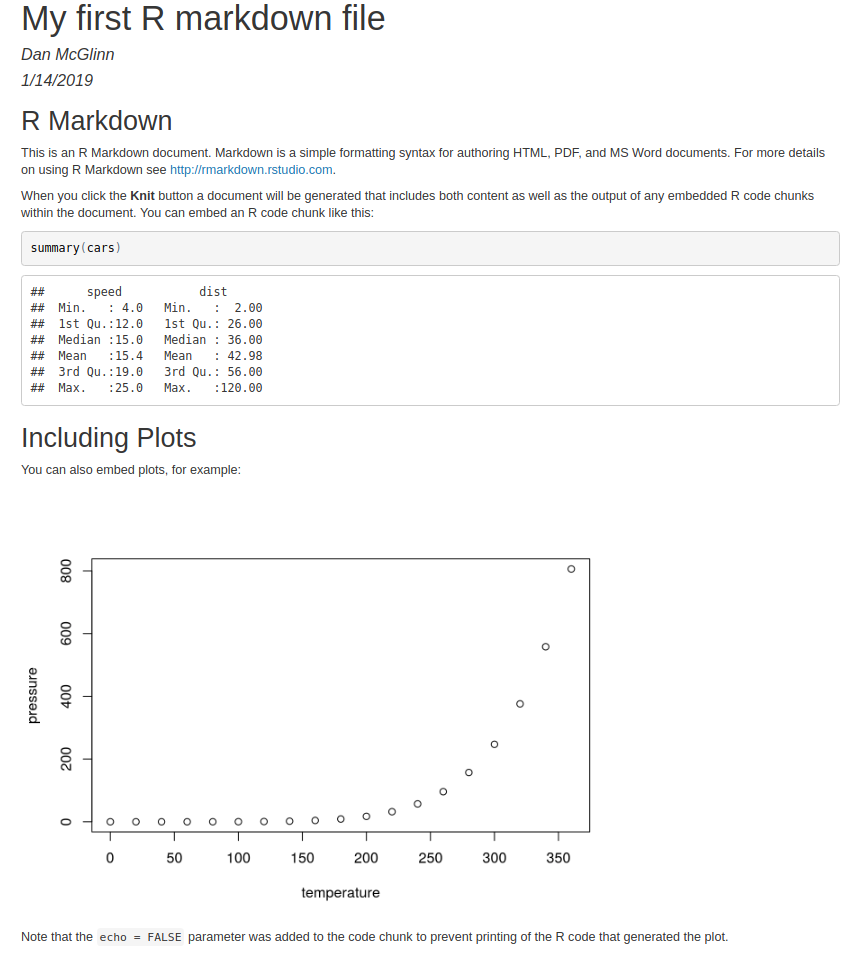 My first R markdown file
Dan McGlinn
1/14/2019
R Markdown
This is an R Markdown document. Markdown is a simple formatting syntax for authoring HTML, PDF, and MS Word documents. For more details
on using R Markdown see http://rmarkdown.rstudio.com.
When you click the Knit button a document will be generated that includes both content as well as the output of any embedded R code chunks
within the document. You can embed an R code chunk like this:
summary(cars)
##      speed           dist
##  Min.   : 4.0   Min.   :  2.00
##  1st Qu.:12.0   1st Qu.: 26.00
##  Median :15.0   Median : 36.00
##  Mean   :15.4   Mean   : 42.98
##  3rd Qu.:19.0   3rd Qu.: 56.00
##  Max.   :25.0   Max.   :120.00
Including Plots
You can also embed plots, for example:
800
600
400
200
0
pressure
0 50 100 150 200 250 300 350
temperature
Note that the echo = FALSE parameter was added to the code chunk to prevent printing of the R code that generated the plot.